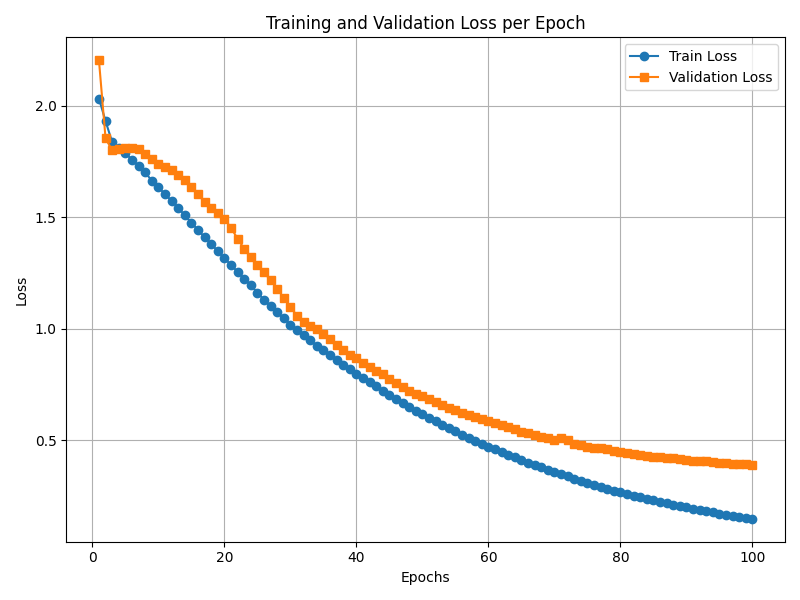 Training and Validation Loss per Epoch
Train Loss
Validation Loss
2.0
1.5
1.0
0.5
Loss
0 20 40 60 80 100
Epochs